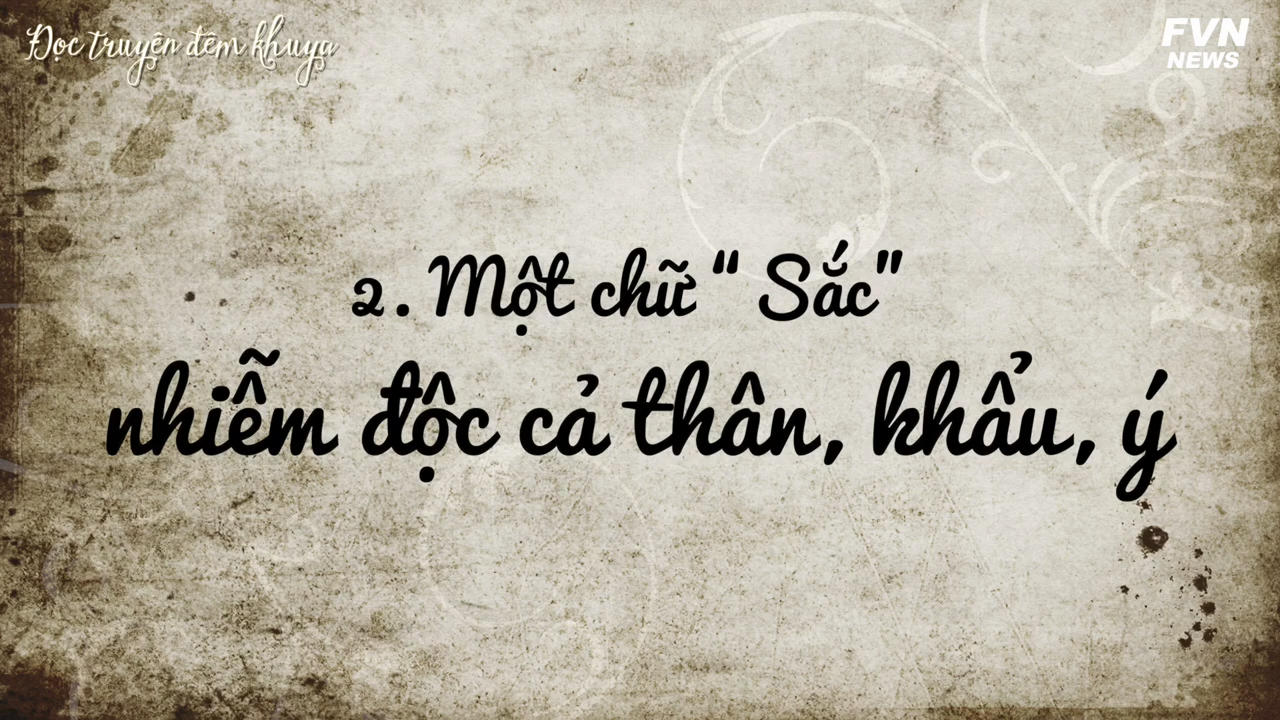 Đọc truyện đêm khuya
FVN
NEWS
2. Một chữ “ Sắc"
nhiễm độc cả thân, khẩu, ý